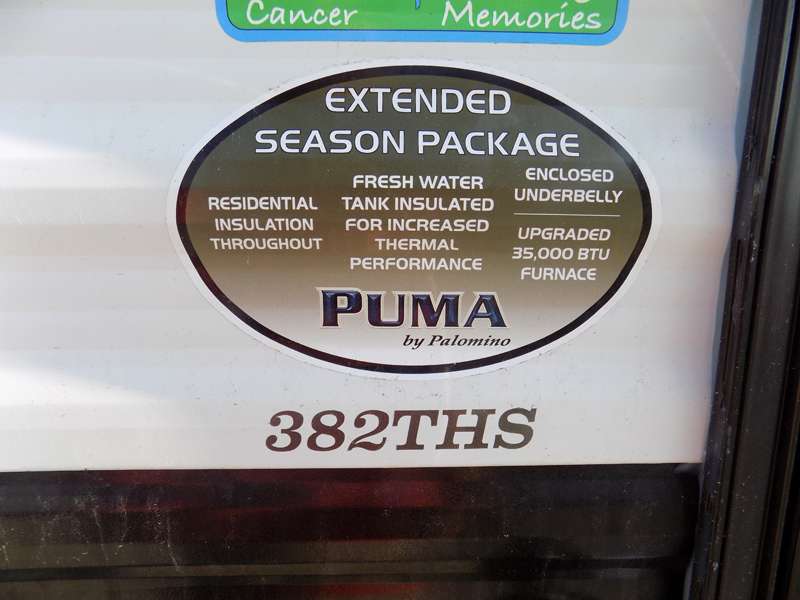 Cancer Memories
EXTENDED
SEASON PACKAGE
RESIDENTIAL
INSULATION
THROUGHOUT
FRESH WATER
TANK INSULATED
FOR INCREASED
THERMAL
PERFORMANCE
ENCLOSED
UNDERBELLY
UPGRADED
35,000 BTU
FURNACE
PUMA
by Palomino
382THS